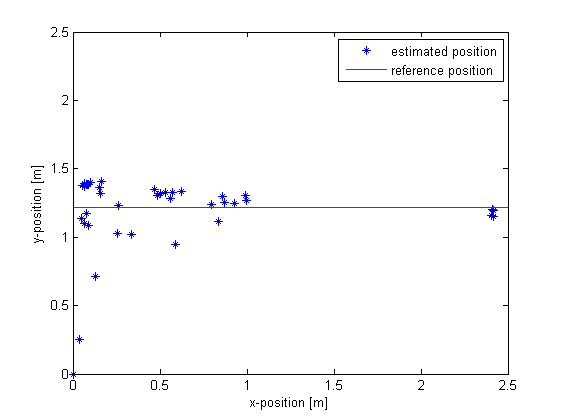 2.5
estimated position
reference position
2
1.5
1
0.5
0
y-position [m]
0 0.5 1 1.5 2 2.5
x-position [m]